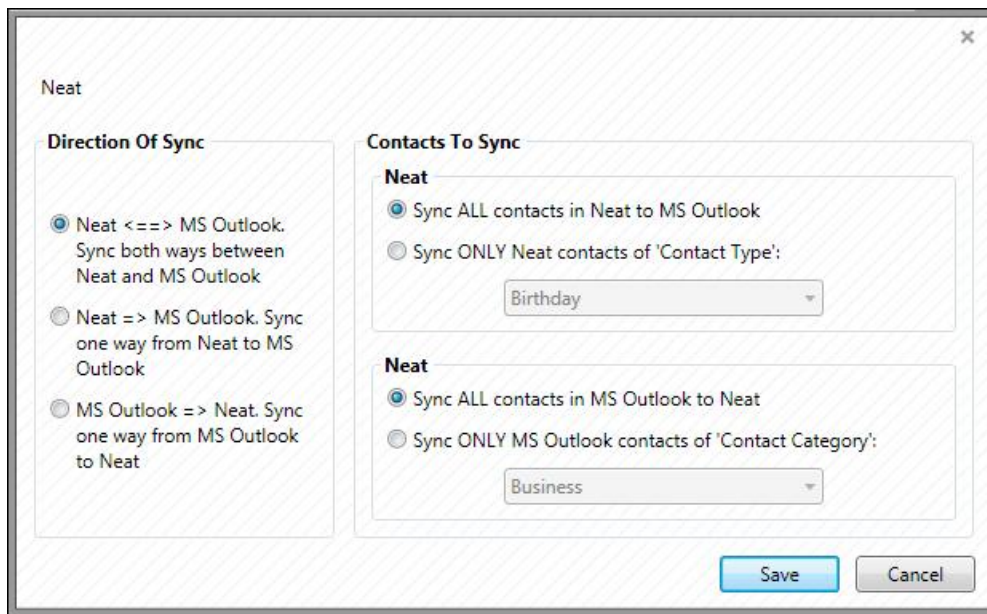 Neat
Direction Of Sync
Neat <==> MS Outlook.
Sync both ways between
Neat and MS Outlook
Neat => MS Outlook. Sync
one way from Neat to MS
Outlook
MS Outlook => Neat. Sync
one way from MS Outlook
to Neat
Contacts To Sync
Neat
Sync ALL contacts in Neat to MS Outlook
Sync ONLY Neat contacts of 'Contact Type':
Birthday
Neat
Sync ALL contacts in MS Outlook to Neat
Sync ONLY MS Outlook contacts of 'Contact Category':
Business
Save
Cancel